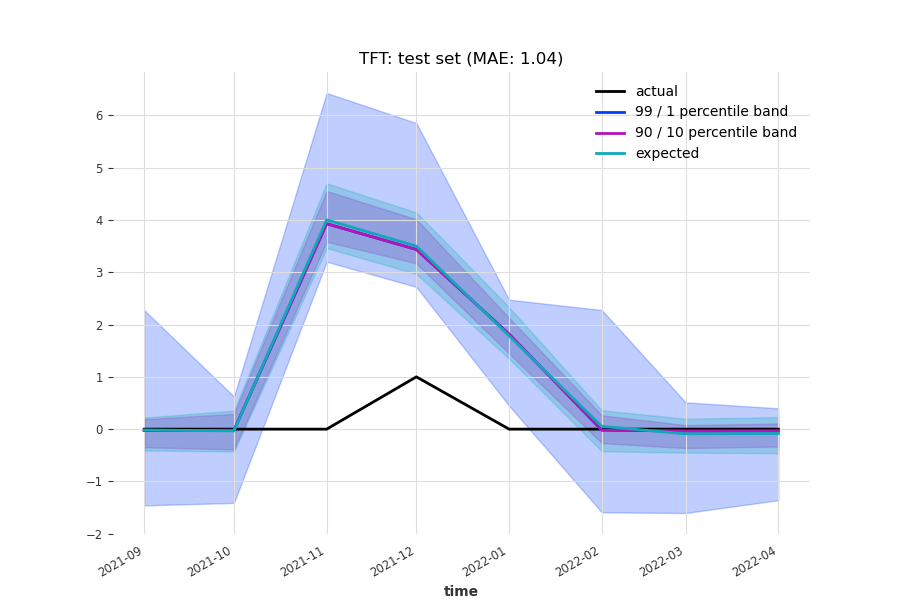 TFT: test set (MAE: 1.04)
actual
99 / 1 percentile band
90 / 10 percentile band
expected
6
5
4
3
2
1
0
−1
−2
2021-09
2021-10
2021-11
2021-12
2022-01
2022-02
2022-03
2022-04
time